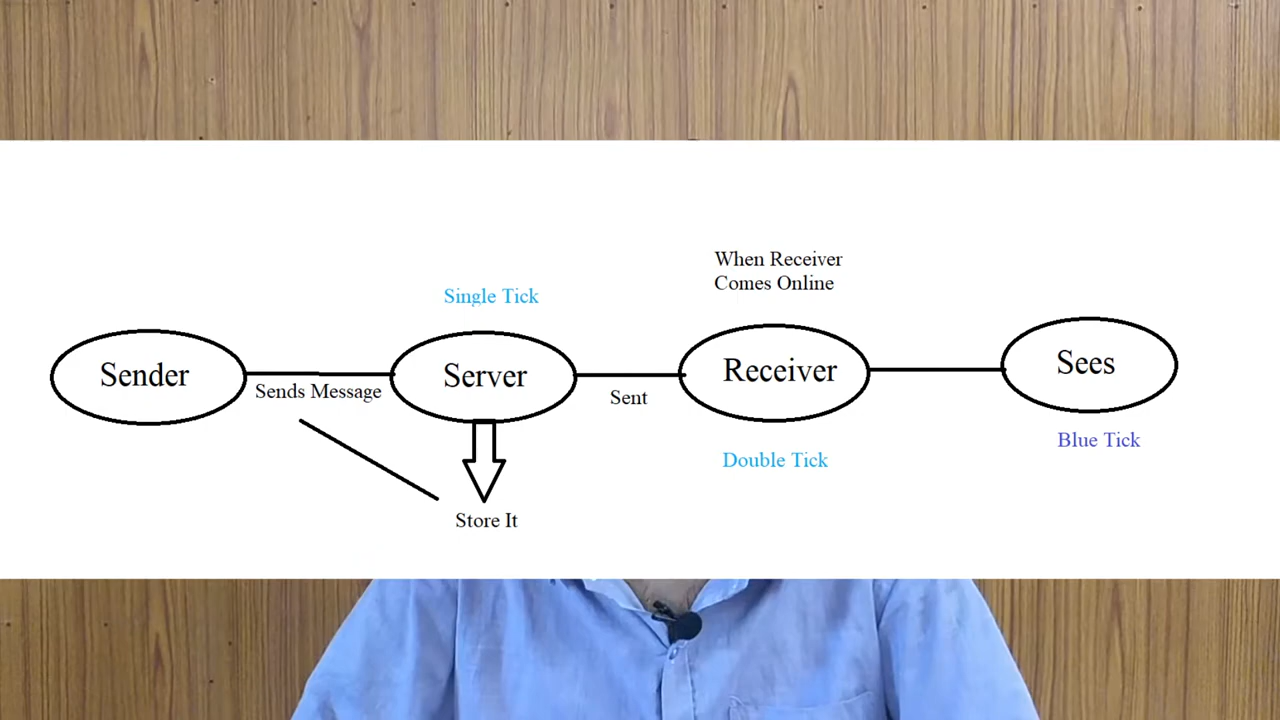 When Receiver
Comes Online
Single Tick
Sender
Sends Message
Server
Sent
Receiver
Sees
Double Tick
Blue Tick
Store It